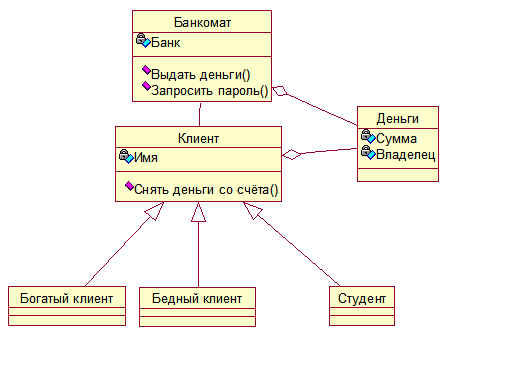 Банкомат
Банк
Выдать деньги()
Запросить пароль()
Деньги
Сумма
Владелец
Клиент
Имя
Снять деньги со счёта()
Богатый клиент
Бедный клиент
Студент